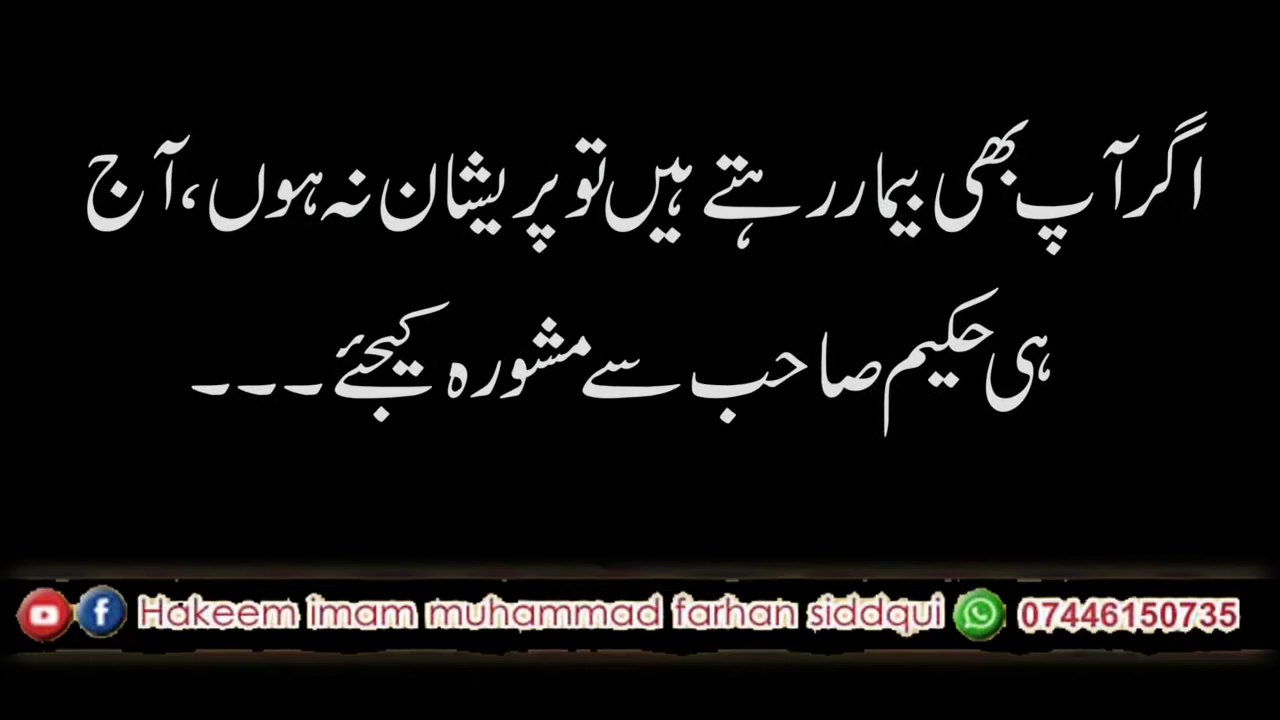 اگر آپ بھی بیمار رہتے ہیں تو پریشان نہ ہوں، آج
ہی حکیم صاحب سے مشورہ کیجئے۔۔۔
Hakeem imam muhammad farhan siddqui 07446150735